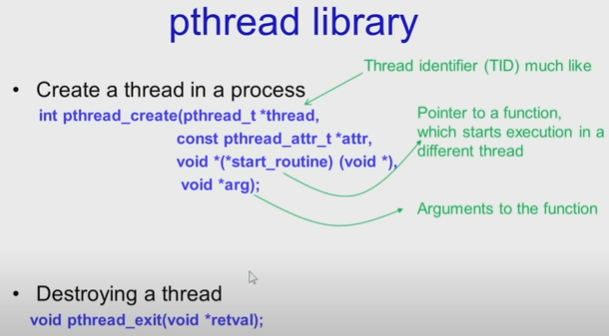 pthread library
Thread identifier (TID) much like
• Create a thread in a process
int pthread_create(pthread_t *thread,
const pthread_attr_t *attr,
void *(*start_routine) (void *),
void *arg);
Pointer to a function,
which starts execution in a
different thread
Arguments to the function
• Destroying a thread
void pthread_exit(void *retval);